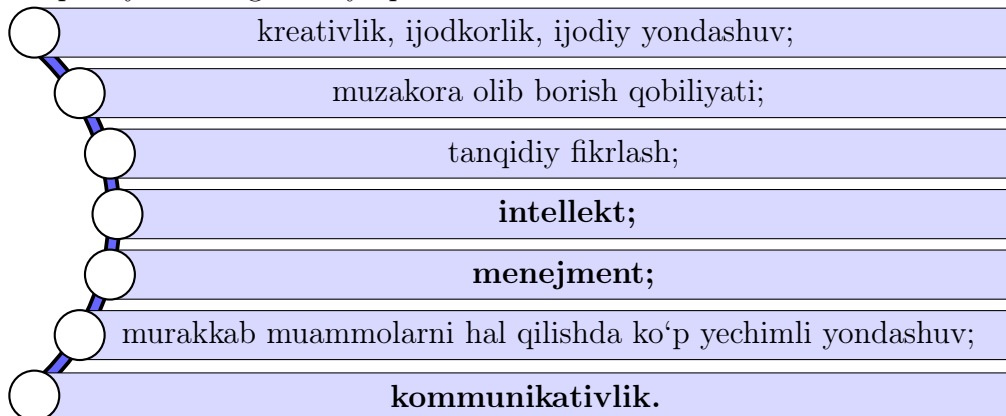 kreativlik, ijodkorlik, ijodiy yondashuv;
muzakora olib borish qobiliyati;
tanqidiy fikrlash;
intellekt;
menejment;
murakkab muammolarni hal qilishda ko‘p yechimli yondashuv;
kommunikativlik.